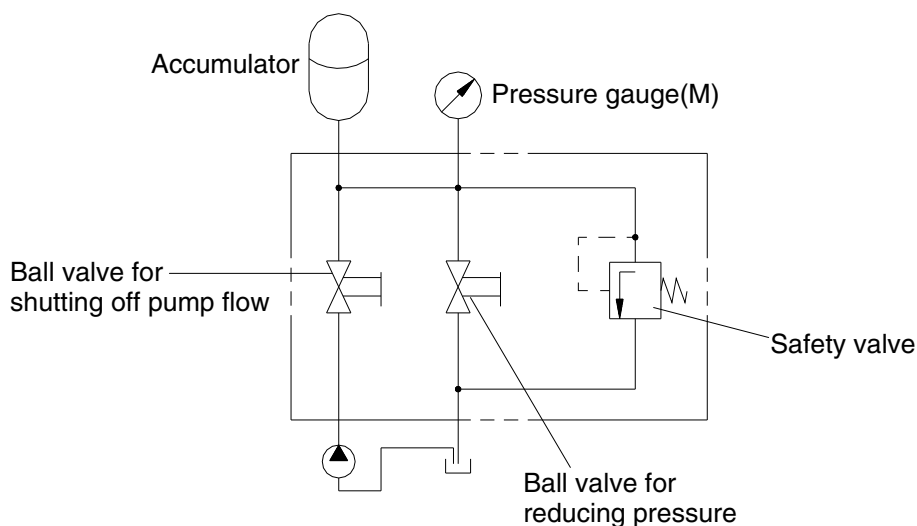 Accumulator
Pressure gauge(M)
Ball valve for
shutting off pump flow
Safety valve
Ball valve for
reducing pressure